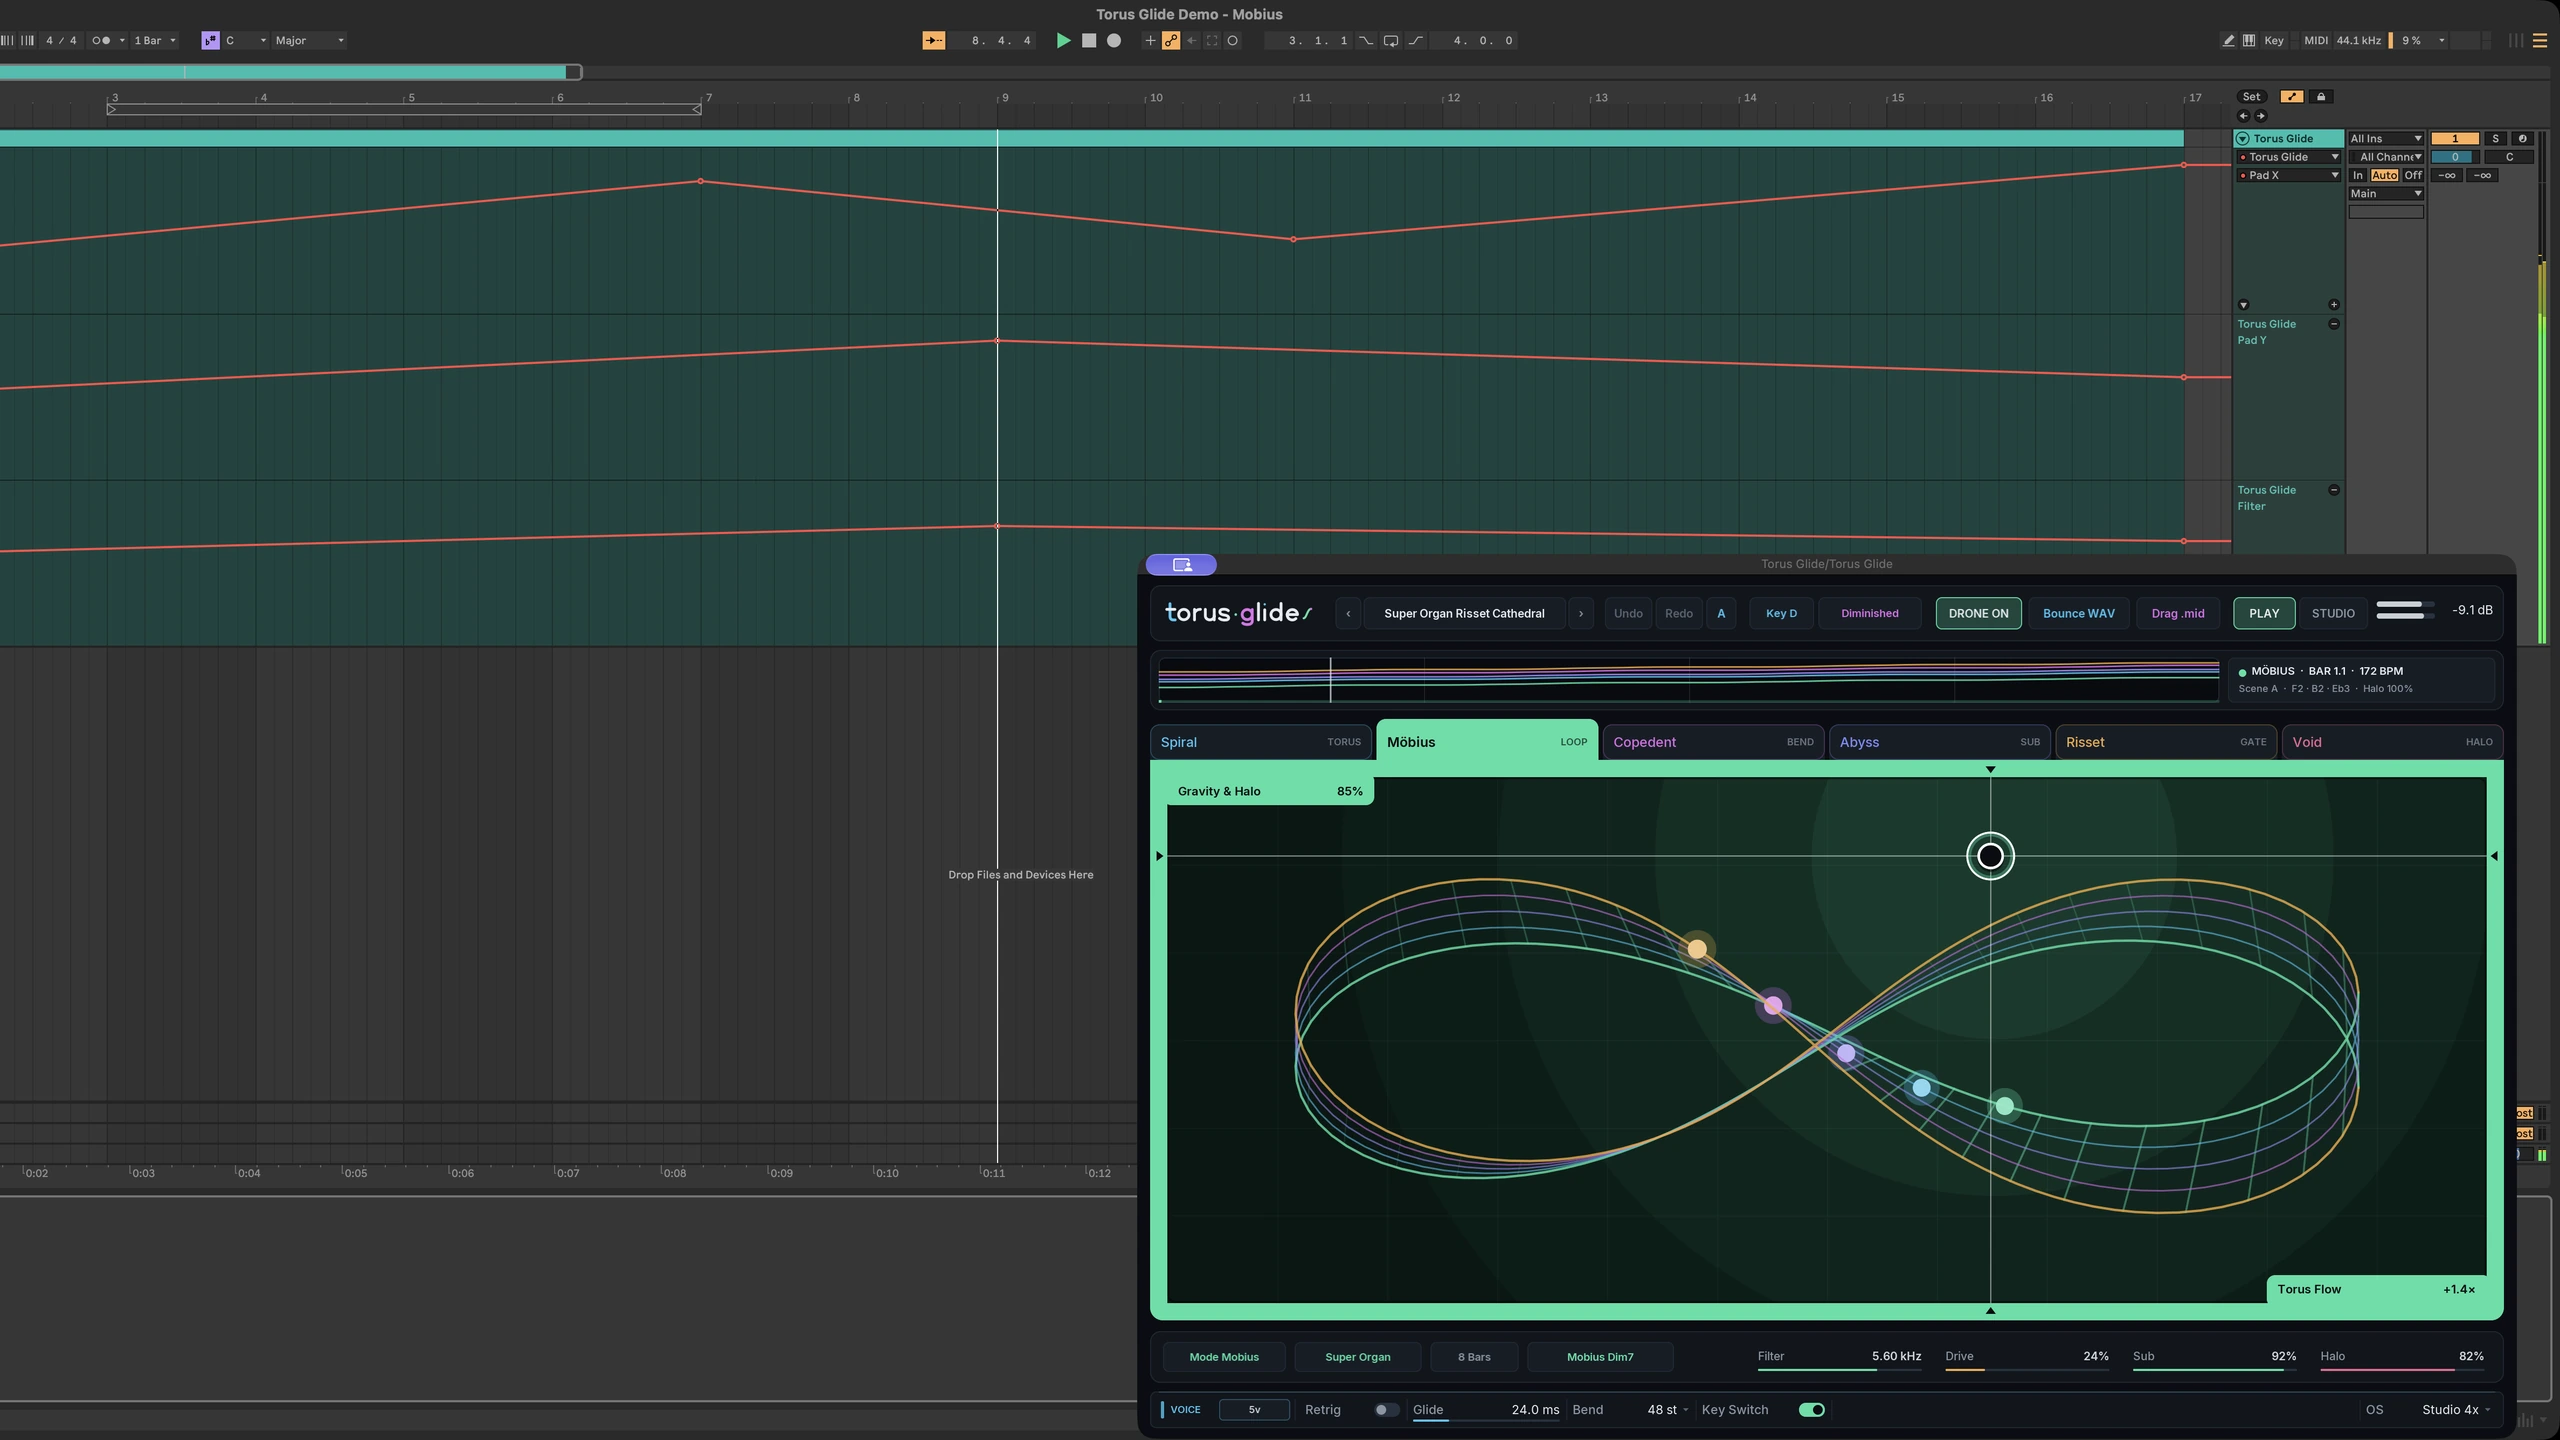 Torus Glide Demo - Mobius
4 / 4 1 Bar C Major 8. 4. 4 3. 1. 1 4. 0. 0 Key MIDI 44.1 kHz 9 %
3 4 5 6 7 8 9 10 11 12 13 14 15 16 17 Set
Torus Glide All Ins 1 S
Torus Glide All Channe 0 C
Pad X In Auto Off -∞ -∞
Main
Torus Glide
Pad Y
Torus Glide
Filter
Drop Files and Devices Here
0:02 0:03 0:04 0:05 0:06 0:07 0:08 0:09 0:10 0:11 0:12
ost
ost
Torus Glide/Torus Glide
torus·glide
‹ Super Organ Risset Cathedral › Undo Redo A Key D Diminished DRONE ON Bounce WAV Drag .mid PLAY STUDIO -9.1 dB
MÖBIUS · BAR 1.1 · 172 BPM
Scene A · F2 · B2 · Eb3 · Halo 100%
Spiral TORUS Möbius LOOP Copedent BEND Abyss SUB Risset GATE Void HALO
Gravity & Halo 85%
Torus Flow +1.4×
Mode Mobius Super Organ 8 Bars Mobius Dim7 Filter 5.60 kHz Drive 24% Sub 92% Halo 82%
VOICE 5v Retrig Glide 24.0 ms Bend 48 st Key Switch OS Studio 4x